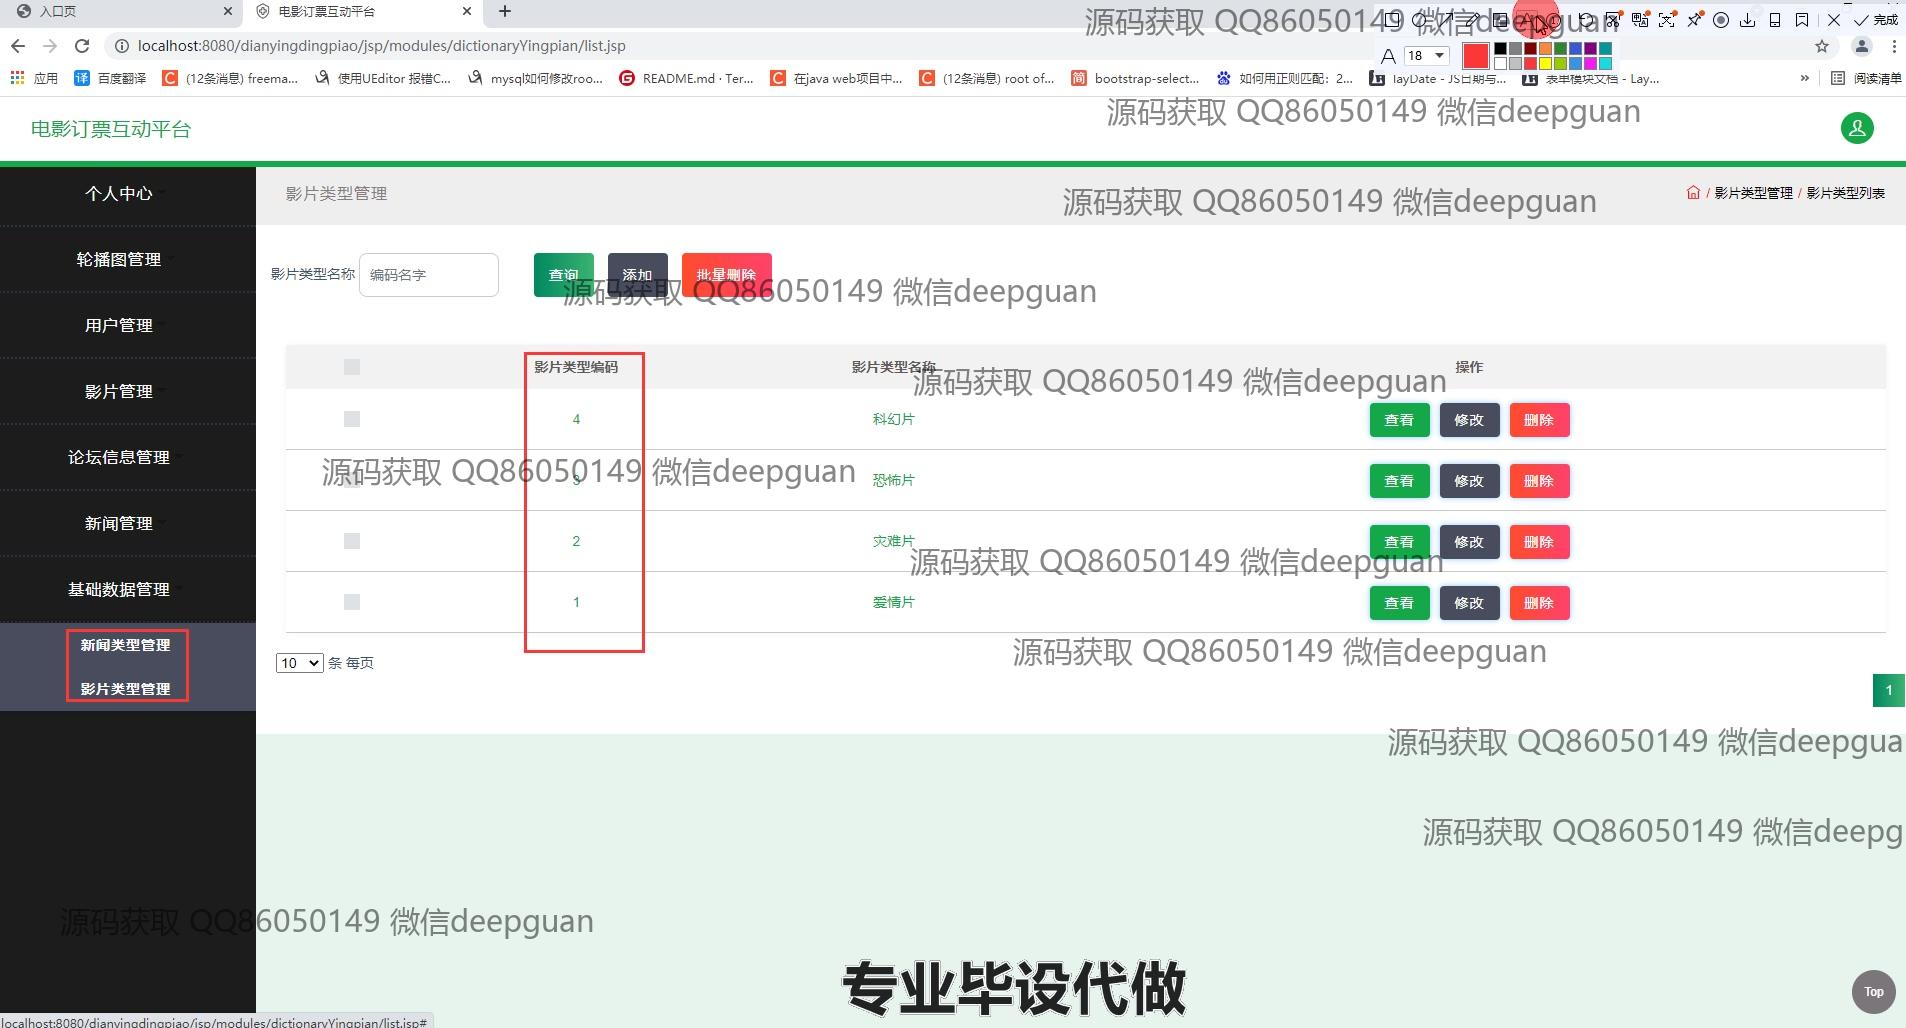 入口页
电影订票互动平台
localhost:8080/dianyingdingpiao/jsp/modules/dictionaryYingpian/list.jsp
完成
A 18
应用 百度翻译 (12条消息) freema... 使用UEditor 报错C... mysql如何修改roo... README.md · Ter... 在java web项目中... (12条消息) root of... bootstrap-select... 如何用正则匹配：2... layDate - JS日期与... 表单模块文档 - Lay... » 阅读清单
源码获取 QQ86050149 微信deepguan
源码获取 QQ86050149 微信deepguan
电影订票互动平台
个人中心
轮播图管理
用户管理
影片管理
论坛信息管理
新闻管理
基础数据管理
新闻类型管理
影片类型管理
影片类型管理
源码获取 QQ86050149 微信deepguan
/ 影片类型管理 / 影片类型列表
影片类型名称 编码名字 查询 添加 批量删除
源码获取 QQ86050149 微信deepguan
影片类型编码 影片类型名称 操作
源码获取 QQ86050149 微信deepguan
4 科幻片 查看 修改 删除
源码获取 QQ86050149 微信deepguan
3 恐怖片 查看 修改 删除
2 灾难片 查看 修改 删除
源码获取 QQ86050149 微信deepguan
1 爱情片 查看 修改 删除
源码获取 QQ86050149 微信deepguan
10 条 每页
1
源码获取 QQ86050149 微信deepgua
源码获取 QQ86050149 微信deepg
源码获取 QQ86050149 微信deepguan
专业毕设代做
Top
localhost:8080/dianyingdingpiao/jsp/modules/dictionaryYingpian/list.jsp#